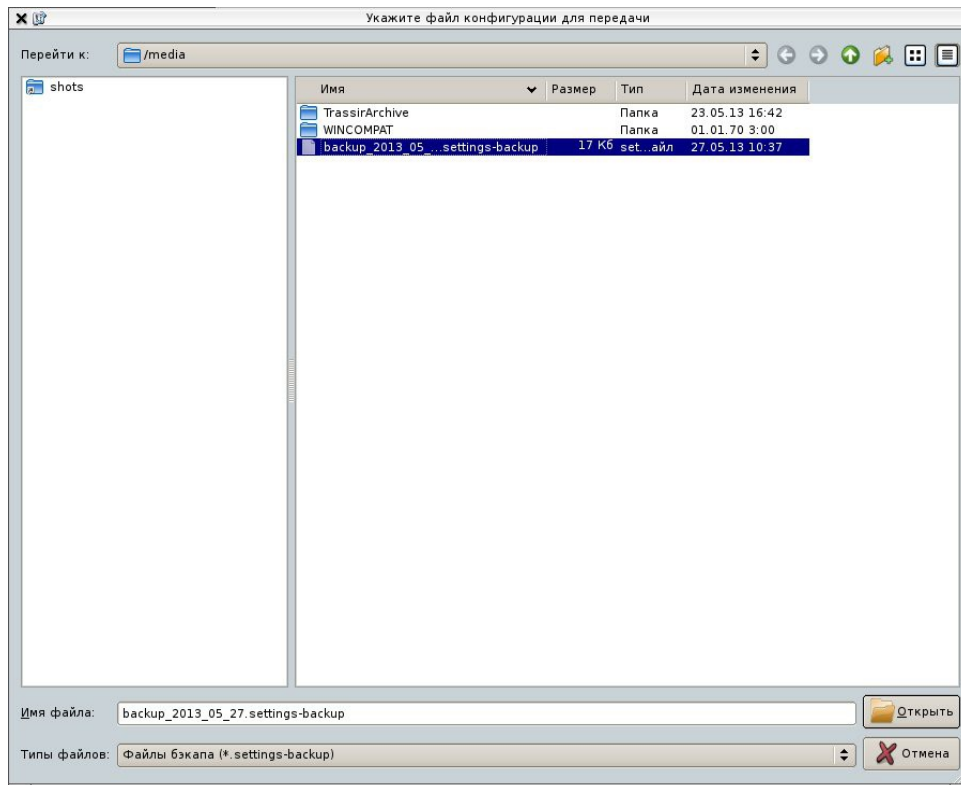 Укажите файл конфигурации для передачи
Перейти к: /media
shots
Имя Размер Тип Дата изменения
TrassirArchive Папка 23.05.13 16:42
WINCOMPAT Папка 01.01.70 3:00
backup_2013_05_...settings-backup 17 Кб set...айл 27.05.13 10:37
Имя файла: backup_2013_05_27.settings-backup Открыть
Типы файлов: Файлы бэкапа (*.settings-backup) Отмена